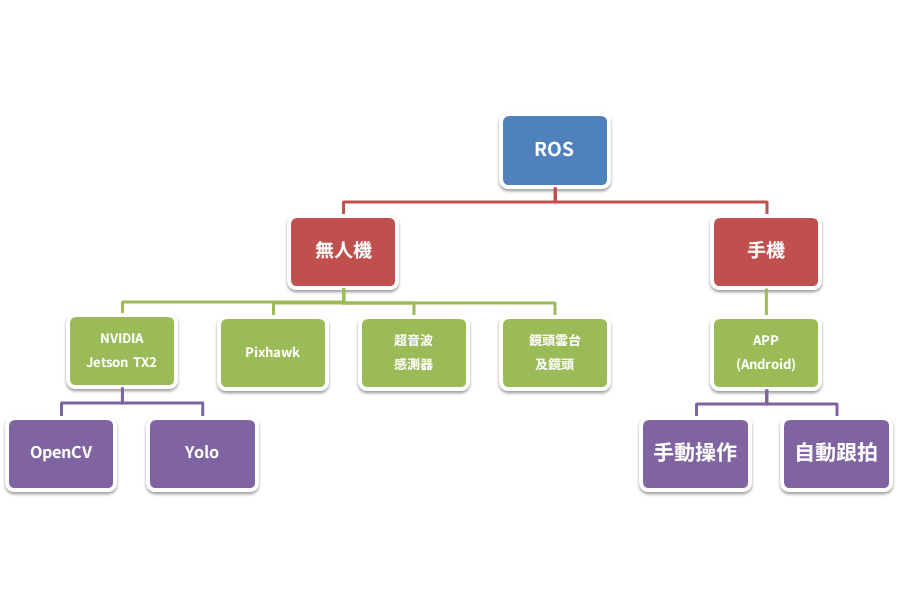 ROS
無人機
手機
NVIDIA
Jetson TX2
Pixhawk
超音波
感測器
鏡頭雲台
及鏡頭
APP
(Android)
OpenCV
Yolo
手動操作
自動跟拍